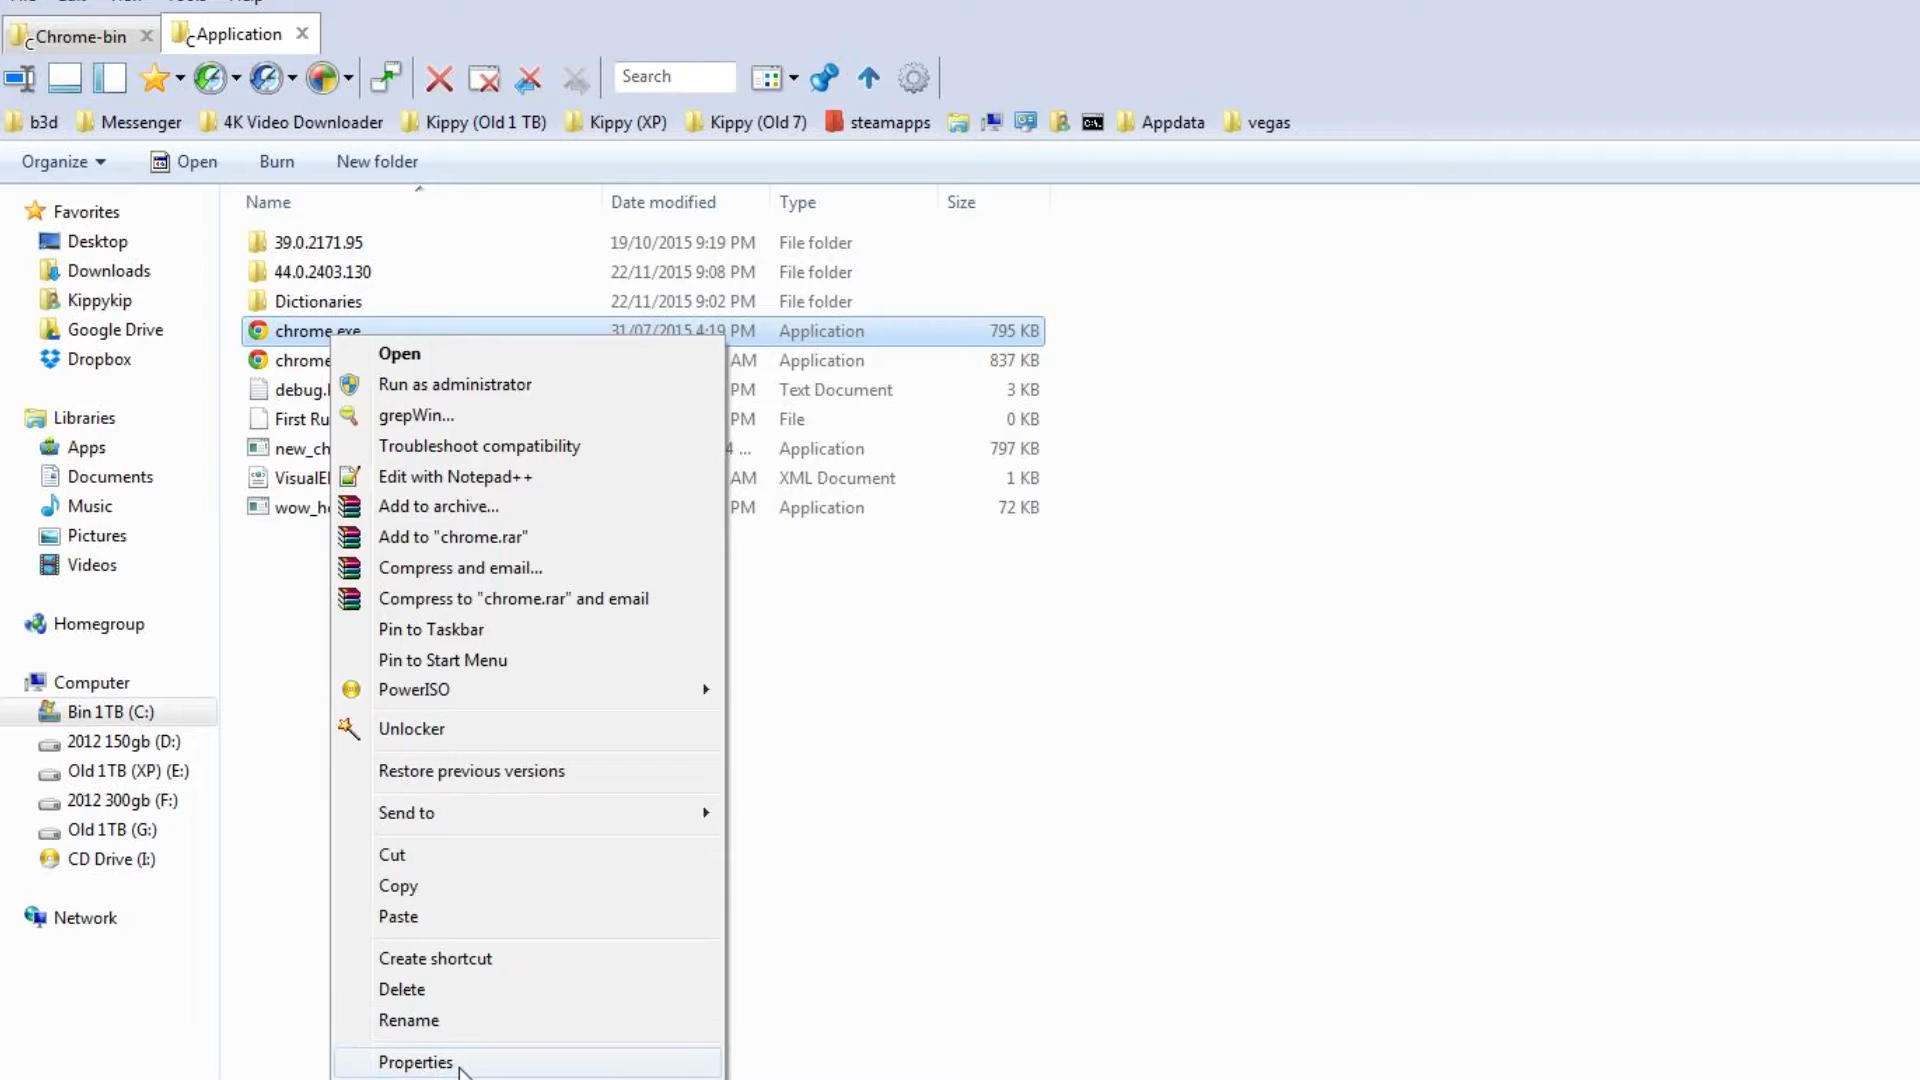 Chrome-bin
Application
Search
b3d Messenger 4K Video Downloader Kippy (Old 1 TB) Kippy (XP) Kippy (Old 7) steamapps Appdata vegas
Organize Open Burn New folder
Name Date modified Type Size
Favorites
Desktop
Downloads
Kippykip
Google Drive
Dropbox
Libraries
Apps
Documents
Music
Pictures
Videos
Homegroup
Computer
Bin 1TB (C:)
2012 150gb (D:)
Old 1TB (XP) (E:)
2012 300gb (F:)
Old 1TB (G:)
CD Drive (I:)
Network
39.0.2171.95 19/10/2015 9:19 PM File folder
44.0.2403.130 22/11/2015 9:08 PM File folder
Dictionaries 22/11/2015 9:02 PM File folder
chrome.exe 31/07/2015 4:19 PM Application 795 KB
chrome AM Application 837 KB
debug.l PM Text Document 3 KB
First Ru PM File 0 KB
new_ch 4 ... Application 797 KB
VisualEl AM XML Document 1 KB
wow_he PM Application 72 KB
Open
Run as administrator
grepWin...
Troubleshoot compatibility
Edit with Notepad++
Add to archive...
Add to "chrome.rar"
Compress and email...
Compress to "chrome.rar" and email
Pin to Taskbar
Pin to Start Menu
PowerISO
Unlocker
Restore previous versions
Send to
Cut
Copy
Paste
Create shortcut
Delete
Rename
Properties